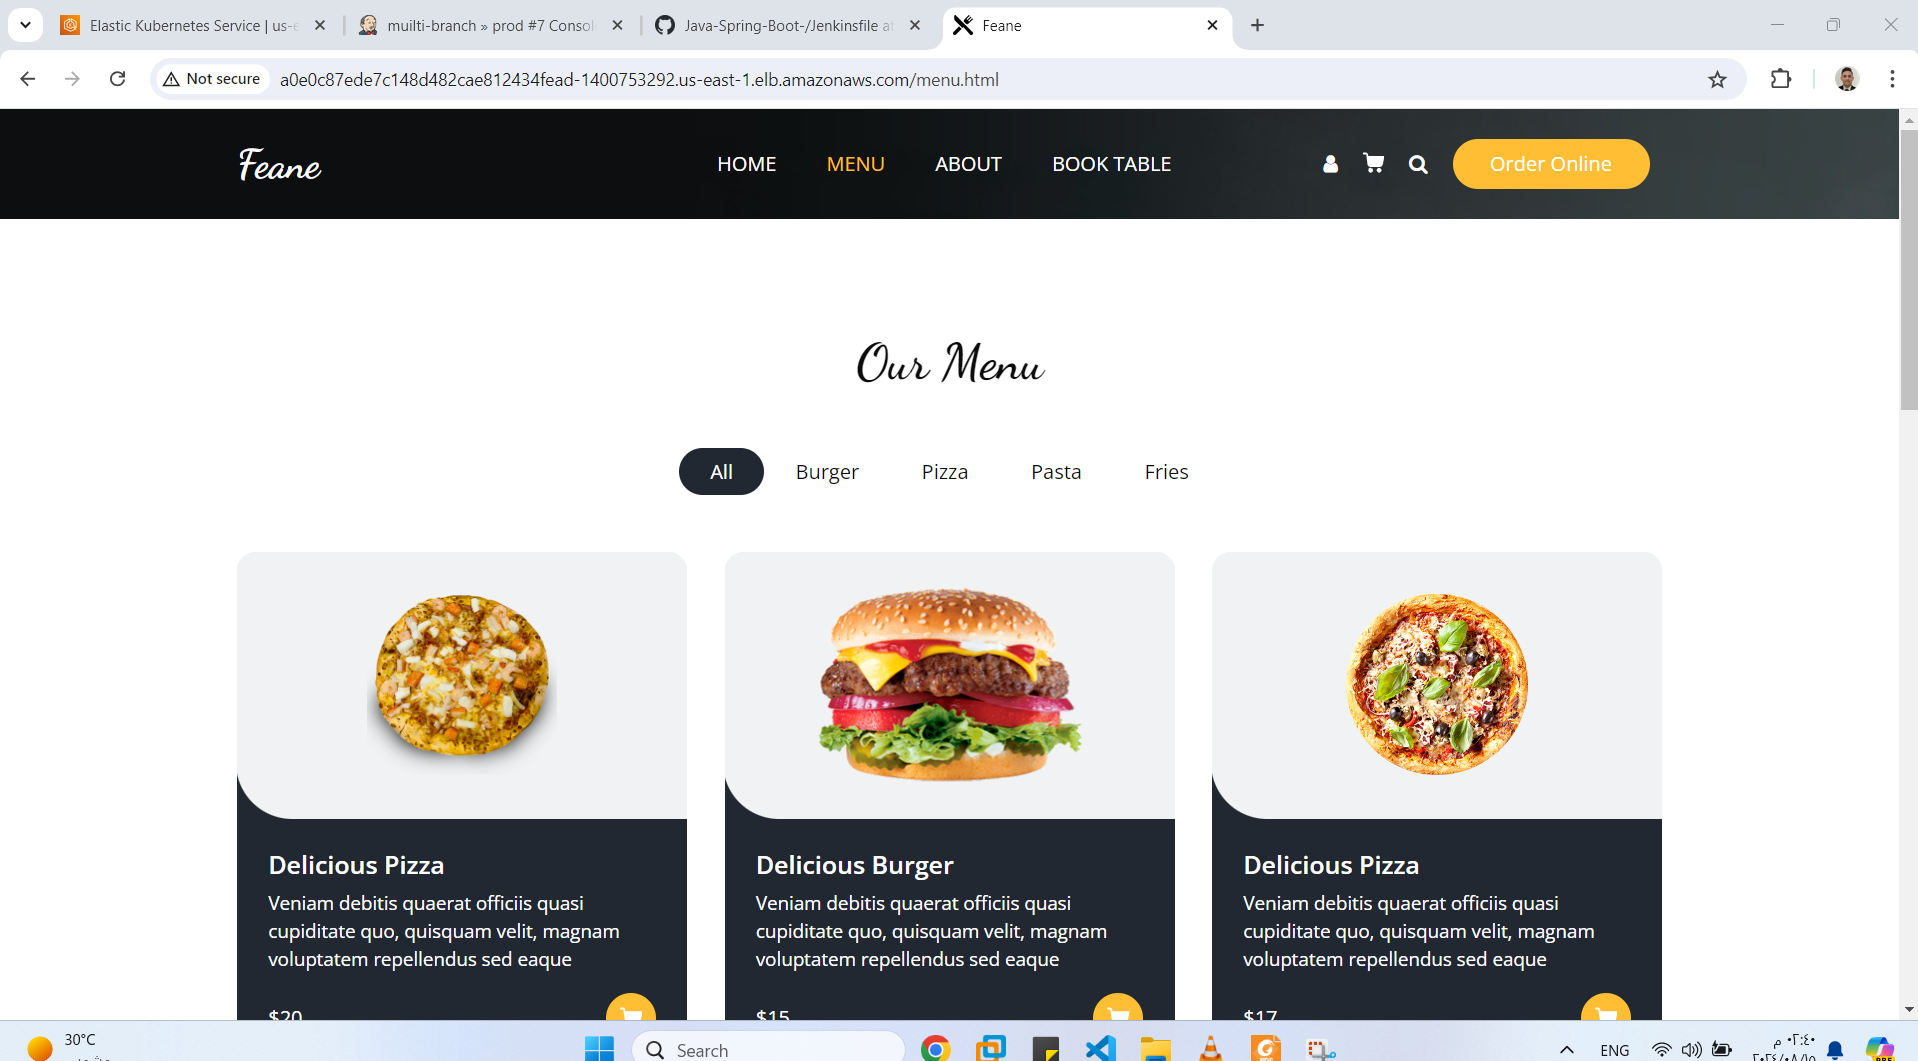 Elastic Kubernetes Service | us-e
muilti-branch » prod #7 Consol
Java-Spring-Boot-/Jenkinsfile at
Feane
Not secure
a0e0c87ede7c148d482cae812434fead-1400753292.us-east-1.elb.amazonaws.com/menu.html
Feane
HOME
MENU
ABOUT
BOOK TABLE
Order Online
Our Menu
All
Burger
Pizza
Pasta
Fries
Delicious Pizza
Veniam debitis quaerat officiis quasi
cupiditate quo, quisquam velit, magnam
voluptatem repellendus sed eaque
$20
Delicious Burger
Veniam debitis quaerat officiis quasi
cupiditate quo, quisquam velit, magnam
voluptatem repellendus sed eaque
$15
Delicious Pizza
Veniam debitis quaerat officiis quasi
cupiditate quo, quisquam velit, magnam
voluptatem repellendus sed eaque
$17
30°C
Search
ENG
٠٢:٤٠ م